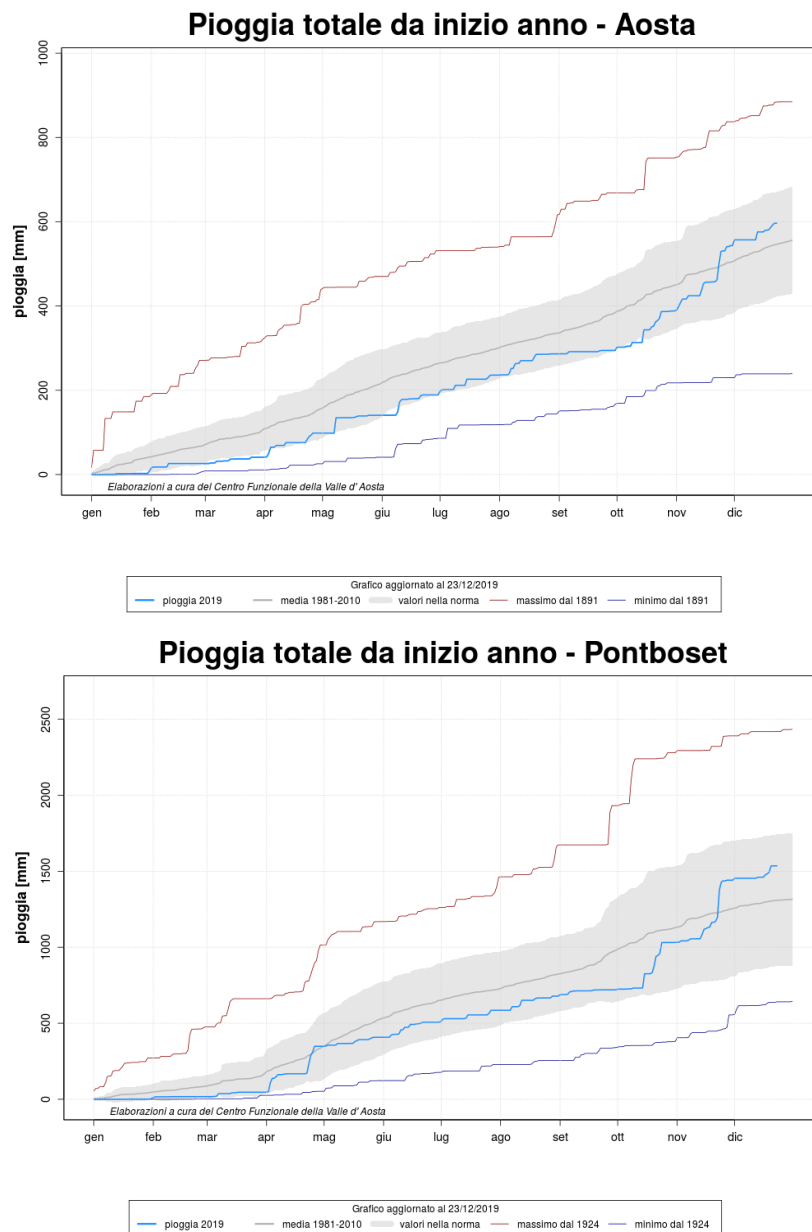 Pioggia totale da inizio anno - Aosta
1000
800
600
400
200
0
pioggia [mm]
Elaborazioni a cura del Centro Funzionale della Valle d' Aosta
gen feb mar apr mag giu lug ago set ott nov dic
Grafico aggiornato al 23/12/2019
pioggia 2019 media 1981-2010 valori nella norma massimo dal 1891 minimo dal 1891
Pioggia totale da inizio anno - Pontboset
2500
2000
1500
1000
500
0
pioggia [mm]
Elaborazioni a cura del Centro Funzionale della Valle d' Aosta
gen feb mar apr mag giu lug ago set ott nov dic
Grafico aggiornato al 23/12/2019
pioggia 2019 media 1981-2010 valori nella norma massimo dal 1924 minimo dal 1924